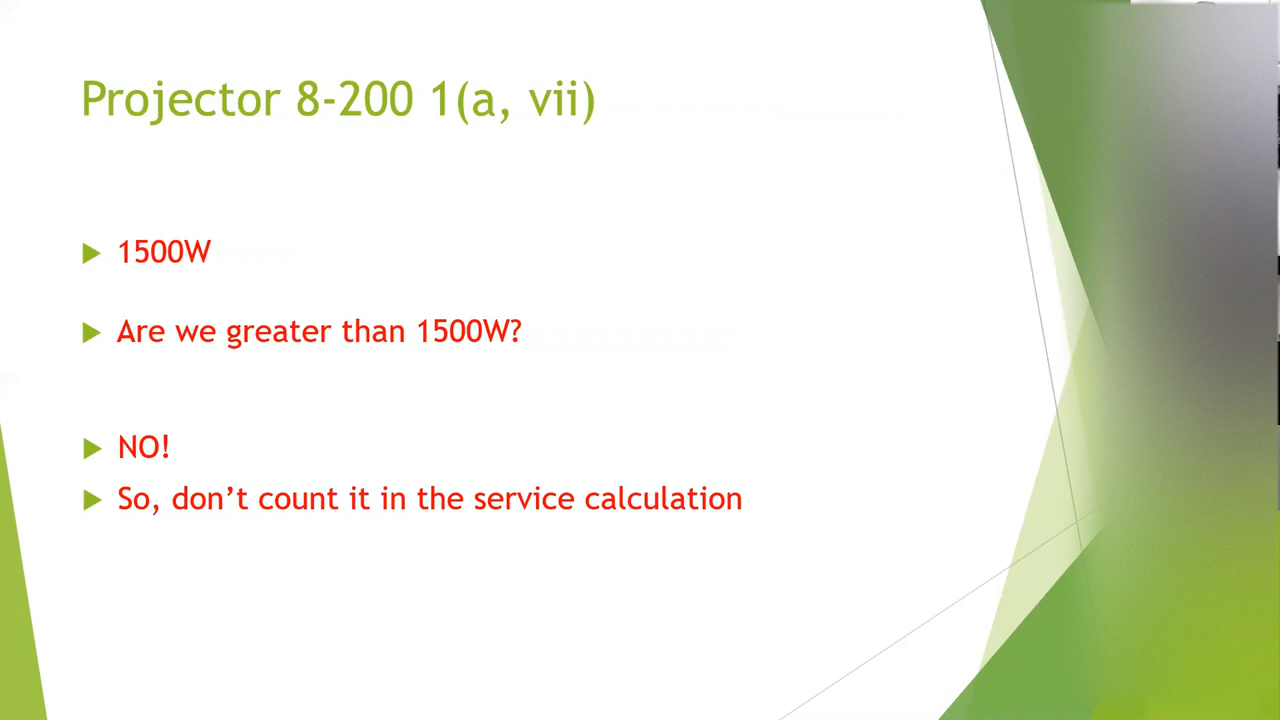 Projector 8-200 1(a, vii)
1500W
Are we greater than 1500W?
NO!
So, don’t count it in the service calculation